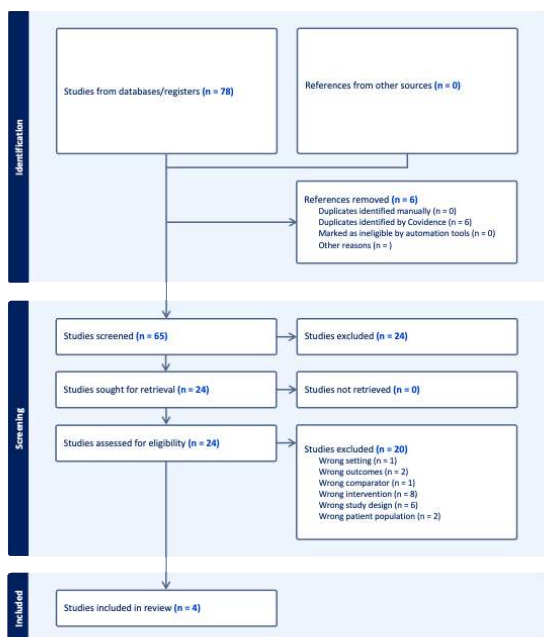 Identification
Studies from databases/registers (n = 78)
References from other sources (n = 0)
References removed (n = 6)
Duplicates identified manually (n = 0)
Duplicates identified by Covidence (n = 6)
Marked as ineligible by automation tools (n = 0)
Other reasons (n = )
Screening
Studies screened (n = 65)
Studies excluded (n = 24)
Studies sought for retrieval (n = 24)
Studies not retrieved (n = 0)
Studies assessed for eligibility (n = 24)
Studies excluded (n = 20)
Wrong setting (n = 1)
Wrong outcomes (n = 2)
Wrong comparator (n = 1)
Wrong intervention (n = 8)
Wrong study design (n = 6)
Wrong patient population (n = 2)
Included
Studies included in review (n = 4)